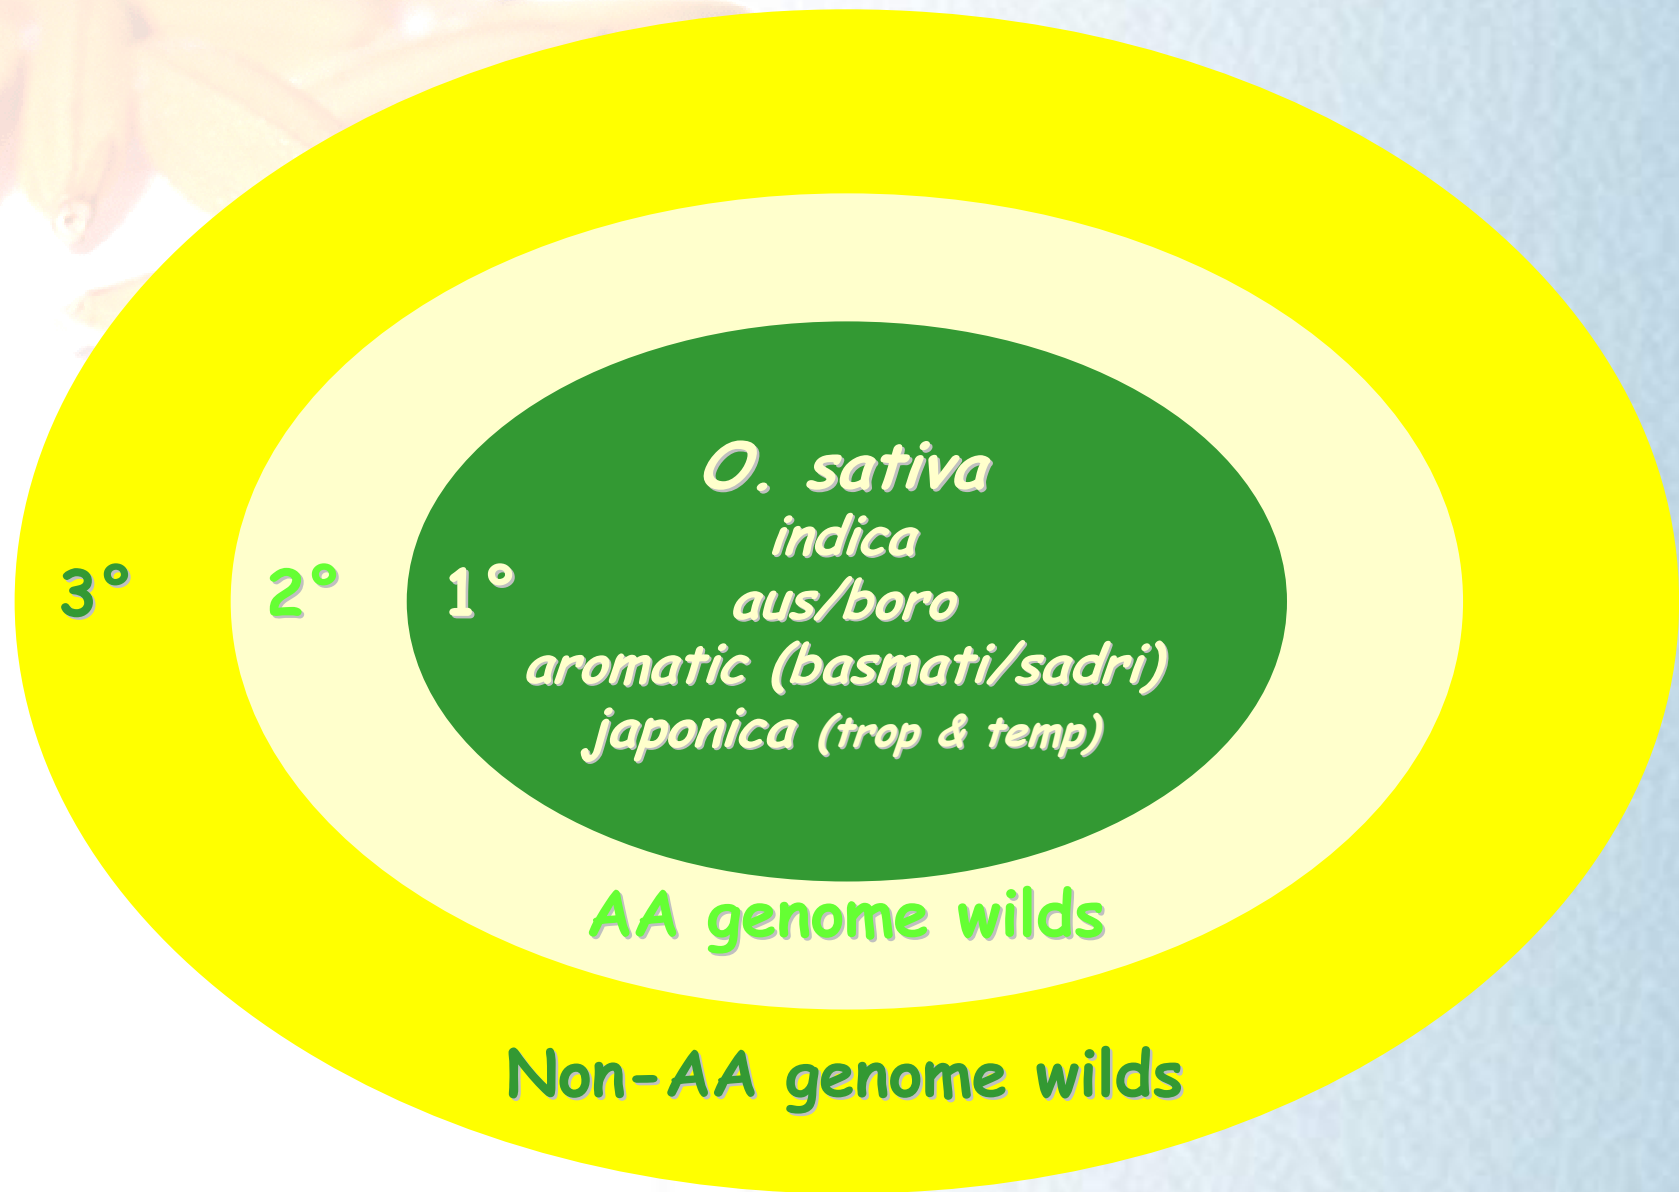 O. sativa
indica
3° 2° 1° aus/boro
aromatic (basmati/sadri)
japonica (trop & temp)
AA genome wilds
Non-AA genome wilds